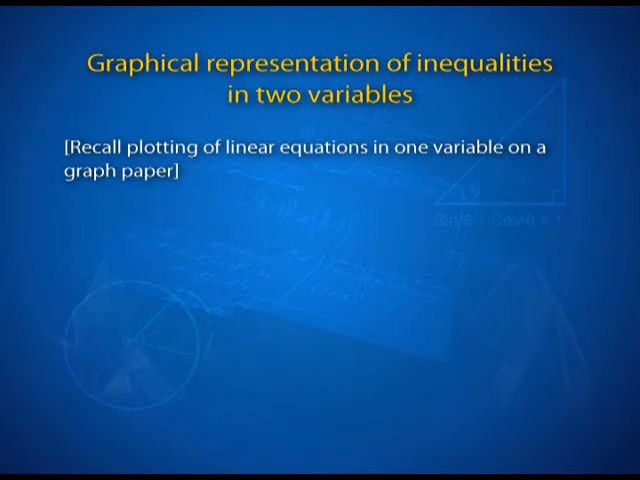 Graphical representation of inequalities
in two variables
[Recall plotting of linear equations in one variable on a
graph paper]